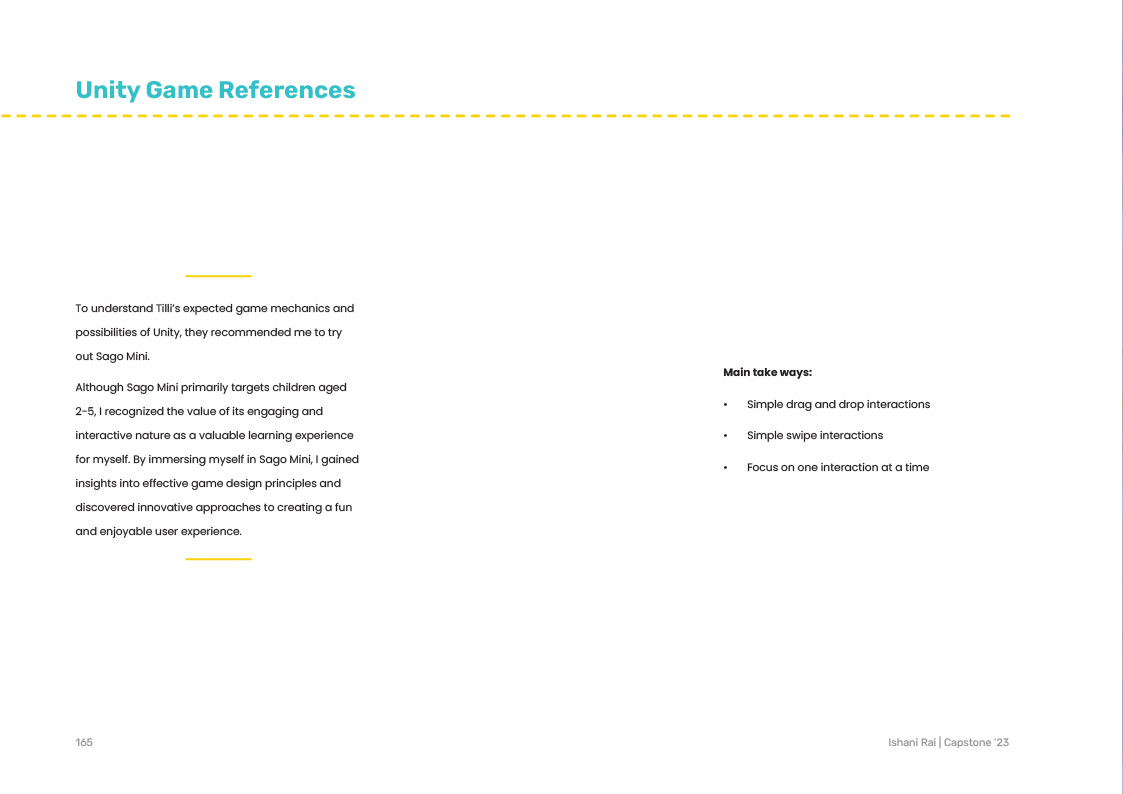 Unity Game References
To understand Tilli's expected game mechanics and
possibilities of Unity, they recommended me to try
out Sago Mini.
Although Sago Mini primarily targets children aged
2-5, I recognized the value of its engaging and
interactive nature as a valuable learning experience
for myself. By immersing myself in Sago Mini, I gained
insights into effective game design principles and
discovered innovative approaches to creating a fun
and enjoyable user experience.
Main take ways:
• Simple drag and drop interactions
• Simple swipe interactions
• Focus on one interaction at a time
165
Ishani Rai | Capstone '23